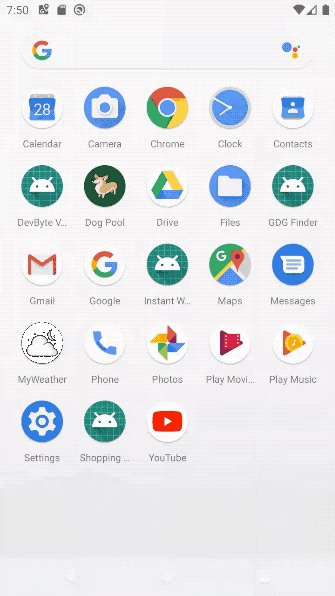 7:50
G
28
Calendar
Camera
Chrome
Clock
Contacts
DevByte V...
Dog Pool
Drive
Files
GDG Finder
G
Gmail
Google
Instant W...
Maps
Messages
MyWeather
Phone
Photos
Play Movi...
Play Music
Settings
Shopping ...
YouTube